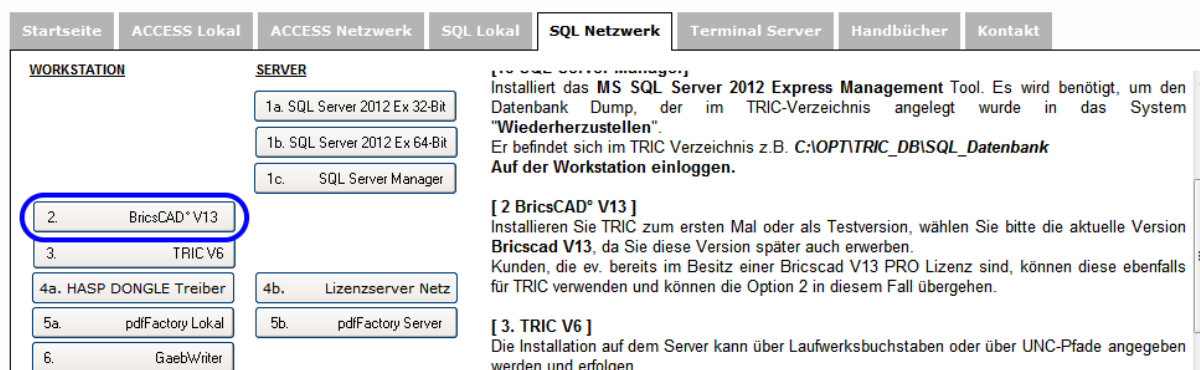 Startseite ACCESS Lokal ACCESS Netzwerk SQL Lokal SQL Netzwerk Terminal Server Handbücher Kontakt
WORKSTATION
2. BricsCAD° V13
3. TRIC V6
4a. HASP DONGLE Treiber
5a. pdfFactory Lokal
6. GaebWriter
SERVER
1a. SQL Server 2012 Ex 32-Bit
1b. SQL Server 2012 Ex 64-Bit
1c. SQL Server Manager
4b. Lizenzserver Netz
5b. pdfFactory Server
[1c SQL Server Manager]
Installiert das MS SQL Server 2012 Express Management Tool. Es wird benötigt, um den
Datenbank Dump, der im TRIC-Verzeichnis angelegt wurde in das System
"Wiederherzustellen".
Er befindet sich im TRIC Verzeichnis z.B. C:\OPT\TRIC_DB\SQL_Datenbank
Auf der Workstation einloggen.
[ 2 BricsCAD° V13 ]
Installieren Sie TRIC zum ersten Mal oder als Testversion, wählen Sie bitte die aktuelle Version
Bricscad V13, da Sie diese Version später auch erwerben.
Kunden, die ev. bereits im Besitz einer Bricscad V13 PRO Lizenz sind, können diese ebenfalls
für TRIC verwenden und können die Option 2 in diesem Fall übergehen.
[ 3. TRIC V6 ]
Die Installation auf dem Server kann über Laufwerksbuchstaben oder über UNC-Pfade angegeben
werden und erfolgen